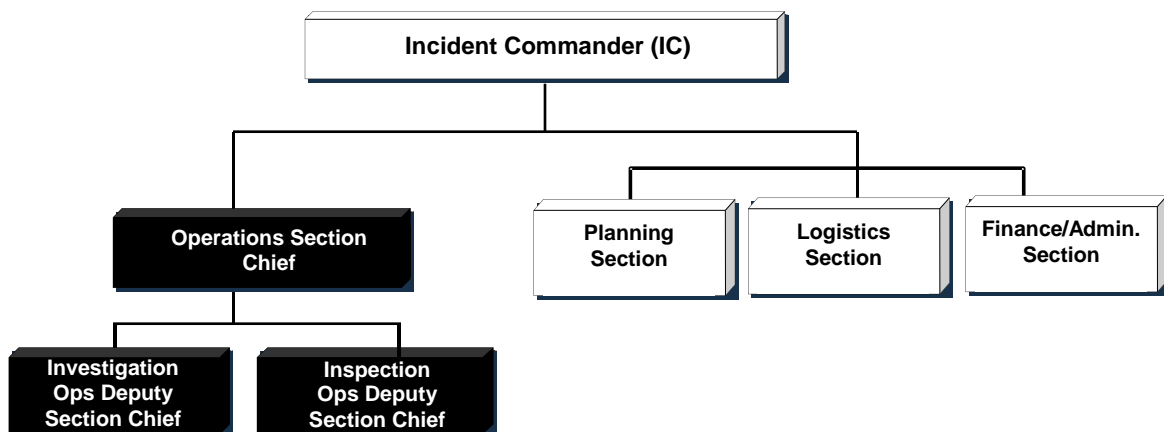 Incident Commander (IC)
Operations Section
Chief
Planning
Section
Logistics
Section
Finance/Admin.
Section
Investigation
Ops Deputy
Section Chief
Inspection
Ops Deputy
Section Chief